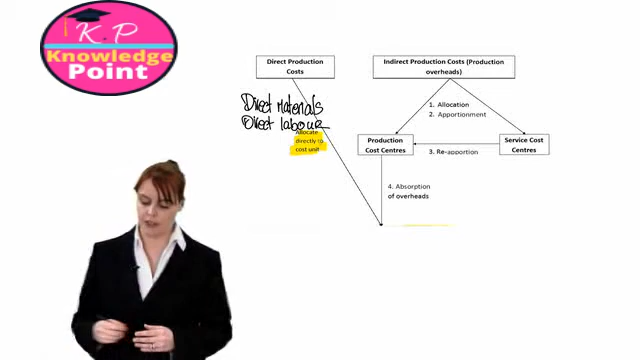 K.P
Knowledge
Point
Direct Production
Costs
Indirect Production Costs (Production
overheads)
Direct Materials
Direct labour
Allocate
directly to
cost unit
1. Allocation
2. Apportionment
Production
Cost Centres
Service Cost
Centres
3. Re-apportion
4. Absorption
of overheads